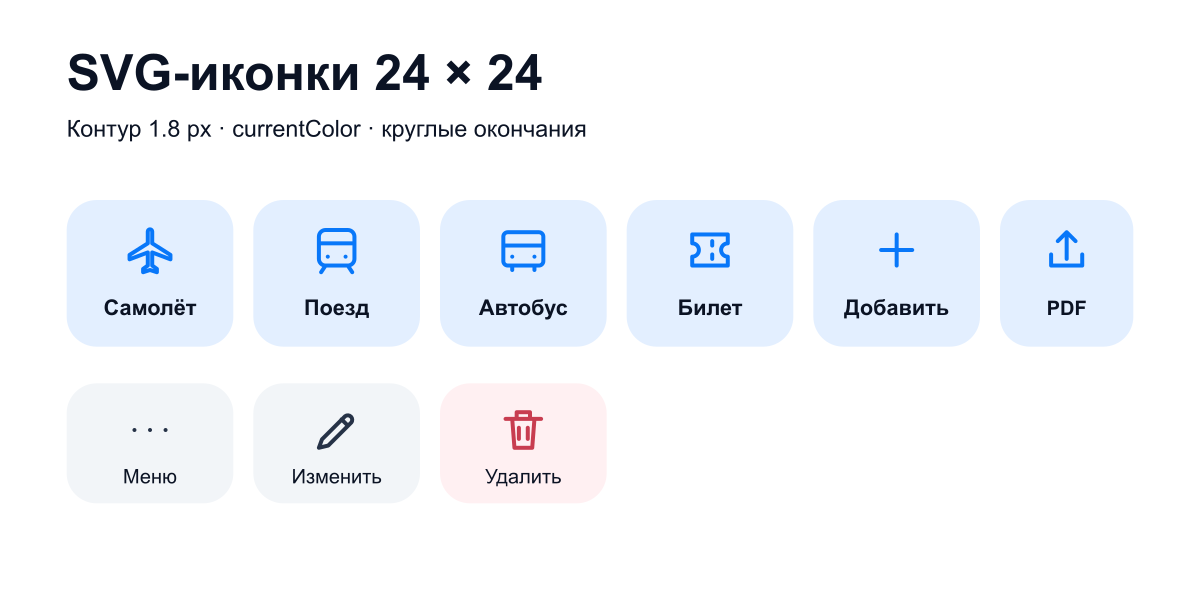 SVG-иконки 24 × 24
Контур 1.8 px · currentColor · круглые окончания
Самолёт Поезд Автобус Билет Добавить PDF
Меню Изменить Удалить